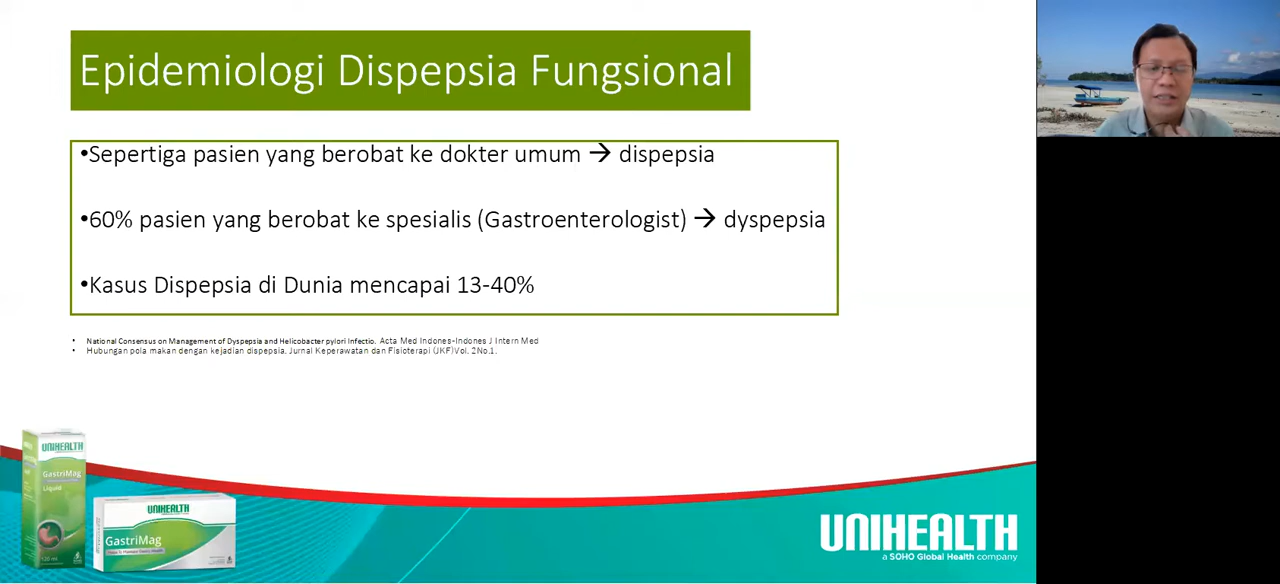 Epidemiologi Dispepsia Fungsional
•Sepertiga pasien yang berobat ke dokter umum → dispepsia
•60% pasien yang berobat ke spesialis (Gastroenterologist) → dyspepsia
•Kasus Dispepsia di Dunia mencapai 13-40%
• National Consensus on Management of Dyspepsia and Helicobacter pylori Infectio. Acta Med Indones-Indones J Intern Med
• Hubungan pola makan dengan kejadian dispepsia. Jurnal Keperawatan dan Fisioterapi (JKF)Vol. 2No.1.
UNIHEALTH
GastriMag
Liquid
120 ml
UNIHEALTH
GastriMag
UNIHEALTH
a SOHO Global Health company